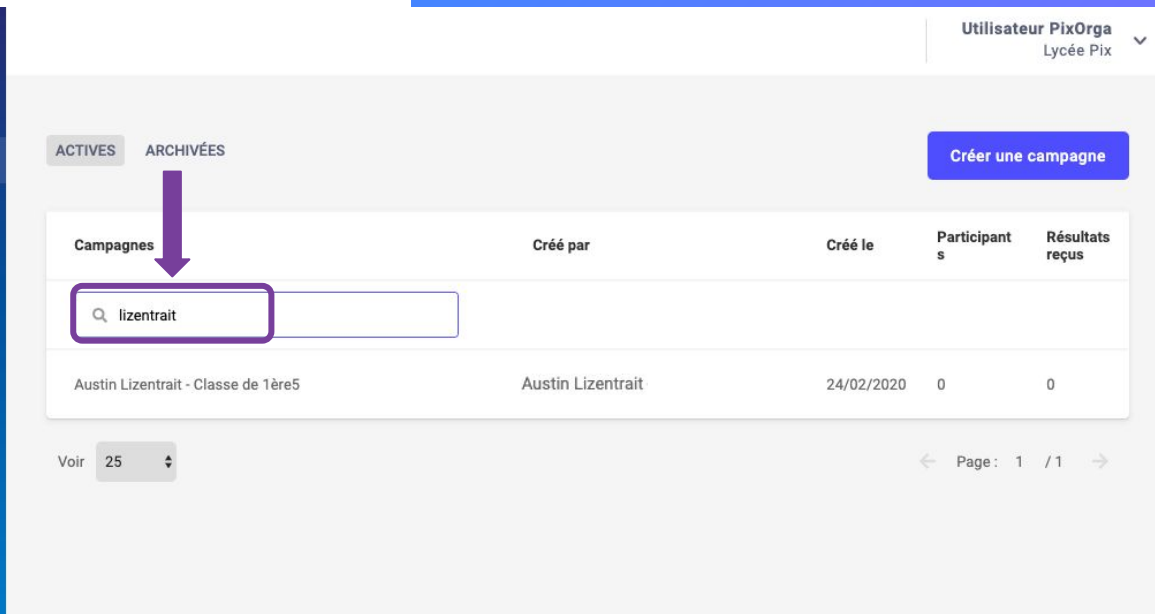 Utilisateur PixOrga
Lycée Pix
ACTIVES ARCHIVÉES
Créer une campagne
Campagnes Créé par Créé le Participant
s Résultats
reçus
lizentrait
Austin Lizentrait - Classe de 1ère5 Austin Lizentrait 24/02/2020 0 0
Voir 25 Page : 1 / 1